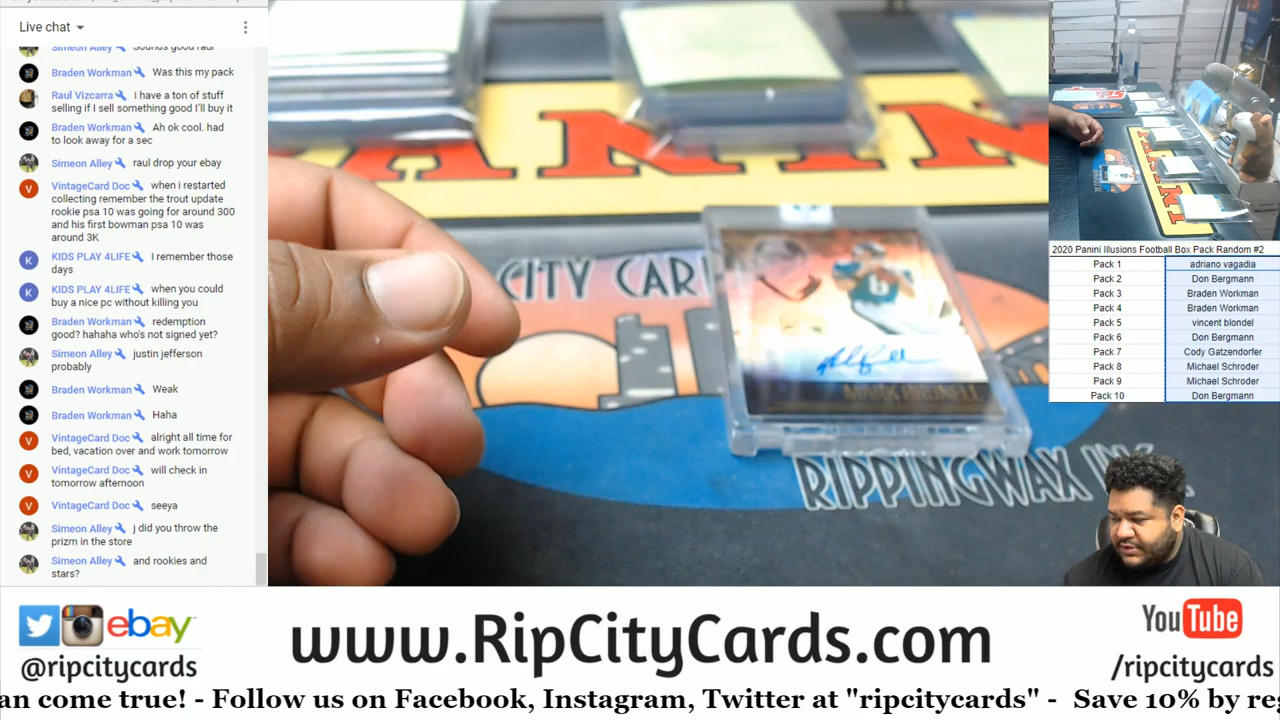 Live chat
Simeon Alley Sounds good raul
Braden Workman Was this my pack
Raul Vizcarra I have a ton of stuff
selling if I sell something good I'll buy it
Braden Workman Ah ok cool. had
to look away for a sec
Simeon Alley raul drop your ebay
VintageCard Doc when i restarted
collecting remember the trout update
rookie psa 10 was going for around 300
and his first bowman psa 10 was
around 3K
KIDS PLAY 4LIFE I remember those
days
KIDS PLAY 4LIFE when you could
buy a nice pc without killing you
Braden Workman redemption
good? hahaha who's not signed yet?
Simeon Alley justin jefferson
probably
Braden Workman Weak
Braden Workman Haha
VintageCard Doc alright all time for
bed, vacation over and work tomorrow
VintageCard Doc will check in
tomorrow afternoon
VintageCard Doc seeya
Simeon Alley j did you throw the
prizm in the store
Simeon Alley and rookies and
stars?
PANINI
CITY CAR
MARK BRUNELL
RIPPINGWAX
2020 Panini Illusions Football Box Pack Random #2
Pack 1 adriano vagadia
Pack 2 Don Bergmann
Pack 3 Braden Workman
Pack 4 Braden Workman
Pack 5 vincent blondel
Pack 6 Don Bergmann
Pack 7 Cody Gatzendorfer
Pack 8 Michael Schroder
Pack 9 Michael Schroder
Pack 10 Don Bergmann
ebay
@ripcitycards
www.RipCityCards.com
YouTube
/ripcitycards
an come true! - Follow us on Facebook, Instagram, Twitter at "ripcitycards" - Save 10% by reg